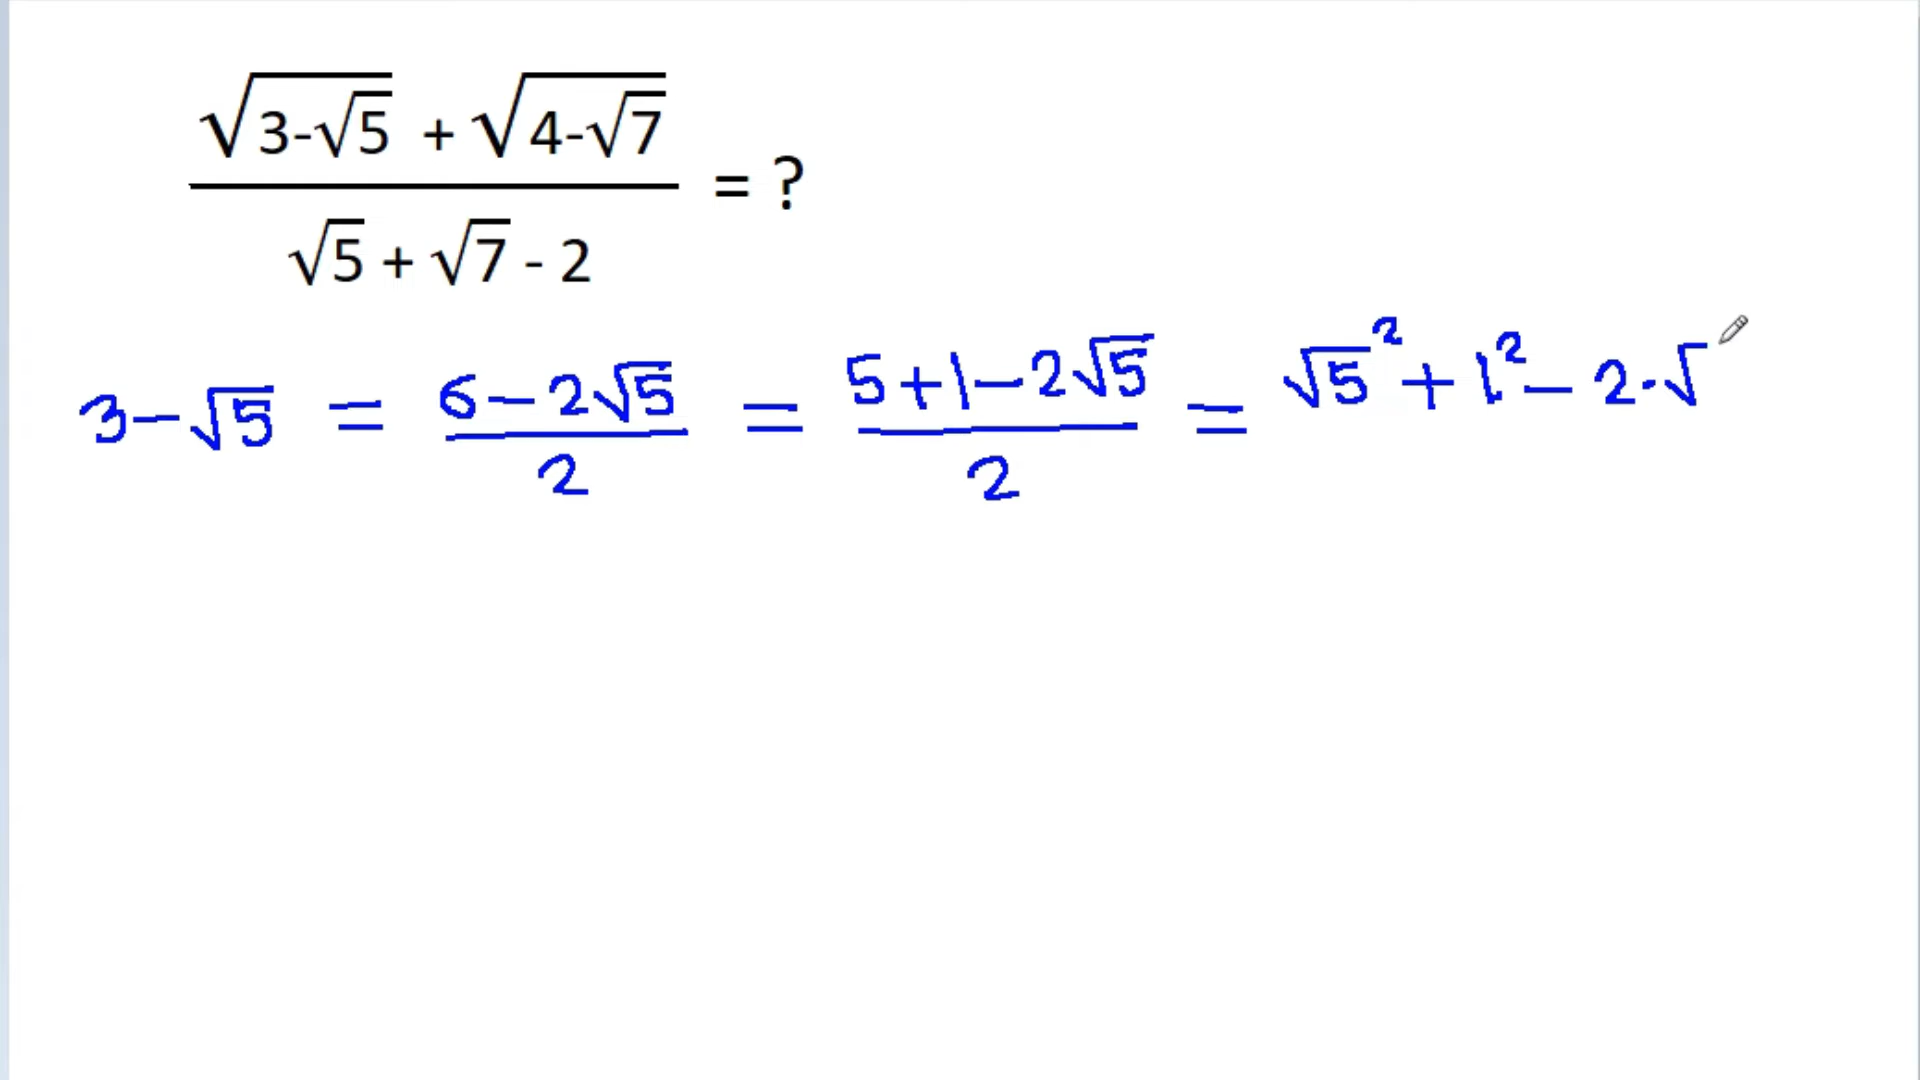 √(3-√5) + √(4-√7)
√5 + √7 - 2
= ?
3-√5 = (6-2√5)/2 = (5+1-2√5)/2 = √5² + 1² - 2·√